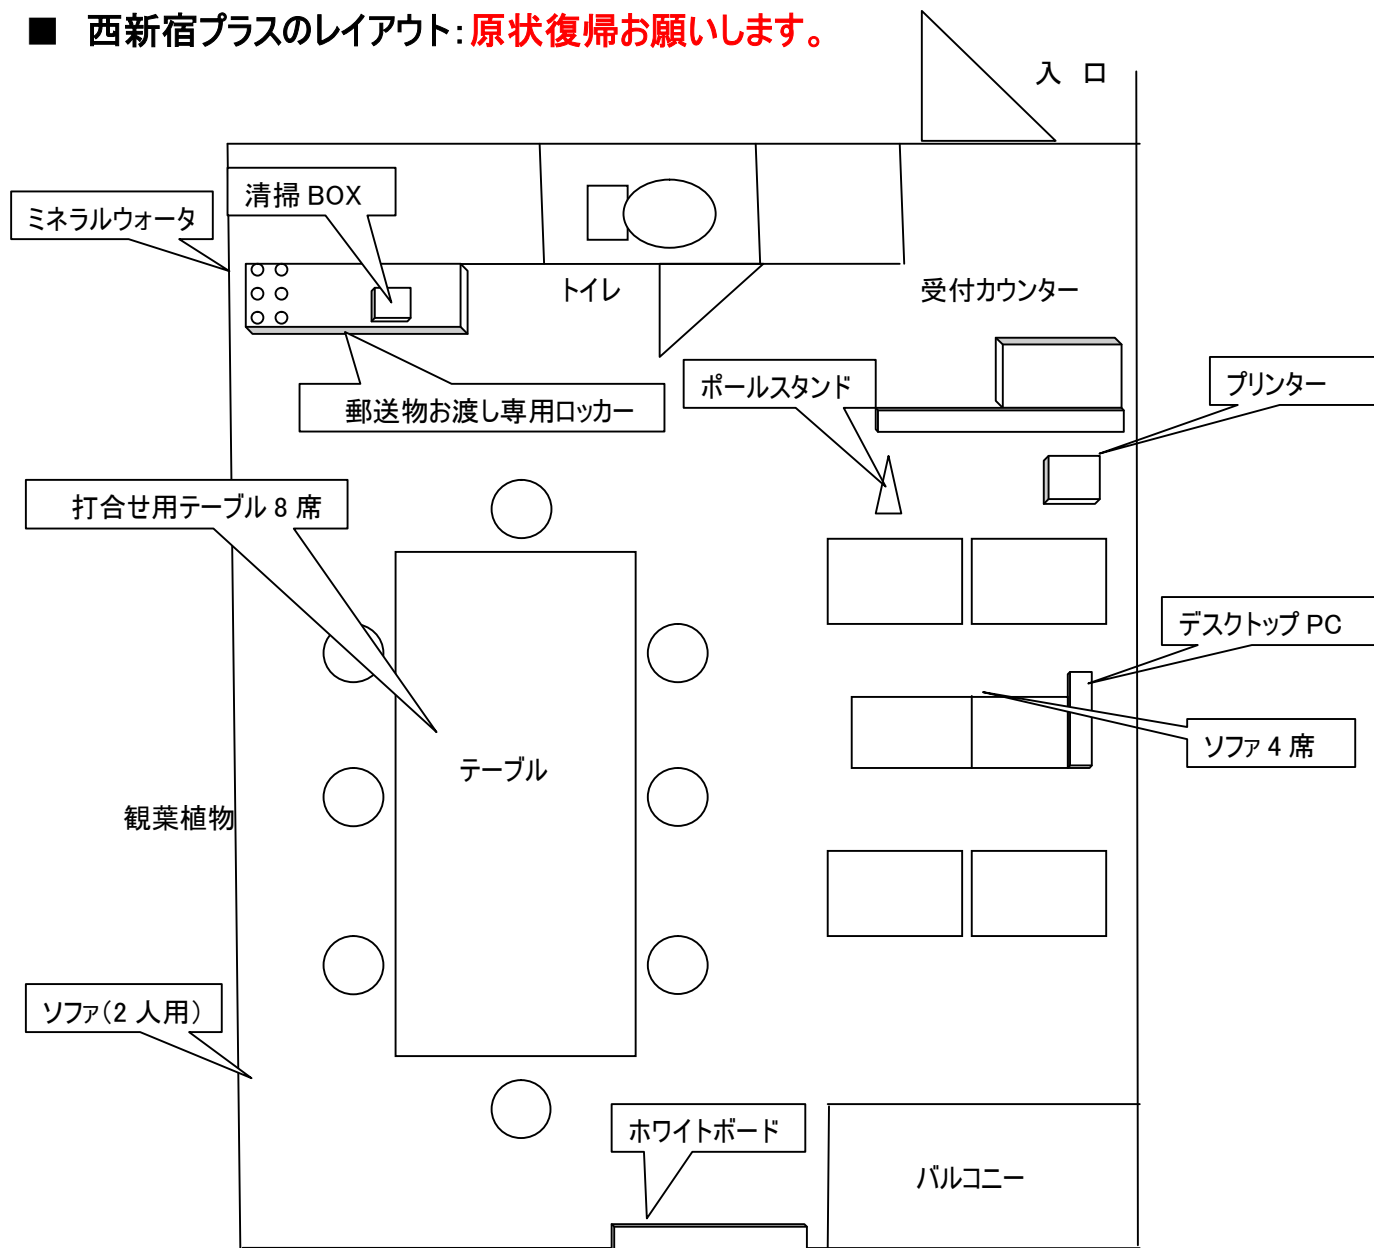 ■ 西新宿プラスのレイアウト：原状復帰お願いします。
入 口
清掃 BOX
ミネラルウォータ
トイレ
受付カウンター
ポールスタンド
プリンター
郵送物お渡し専用ロッカー
打合せ用テーブル 8 席
デスクトップ PC
ソファ 4 席
テーブル
観葉植物
ソファ（2 人用）
ホワイトボード
バルコニー